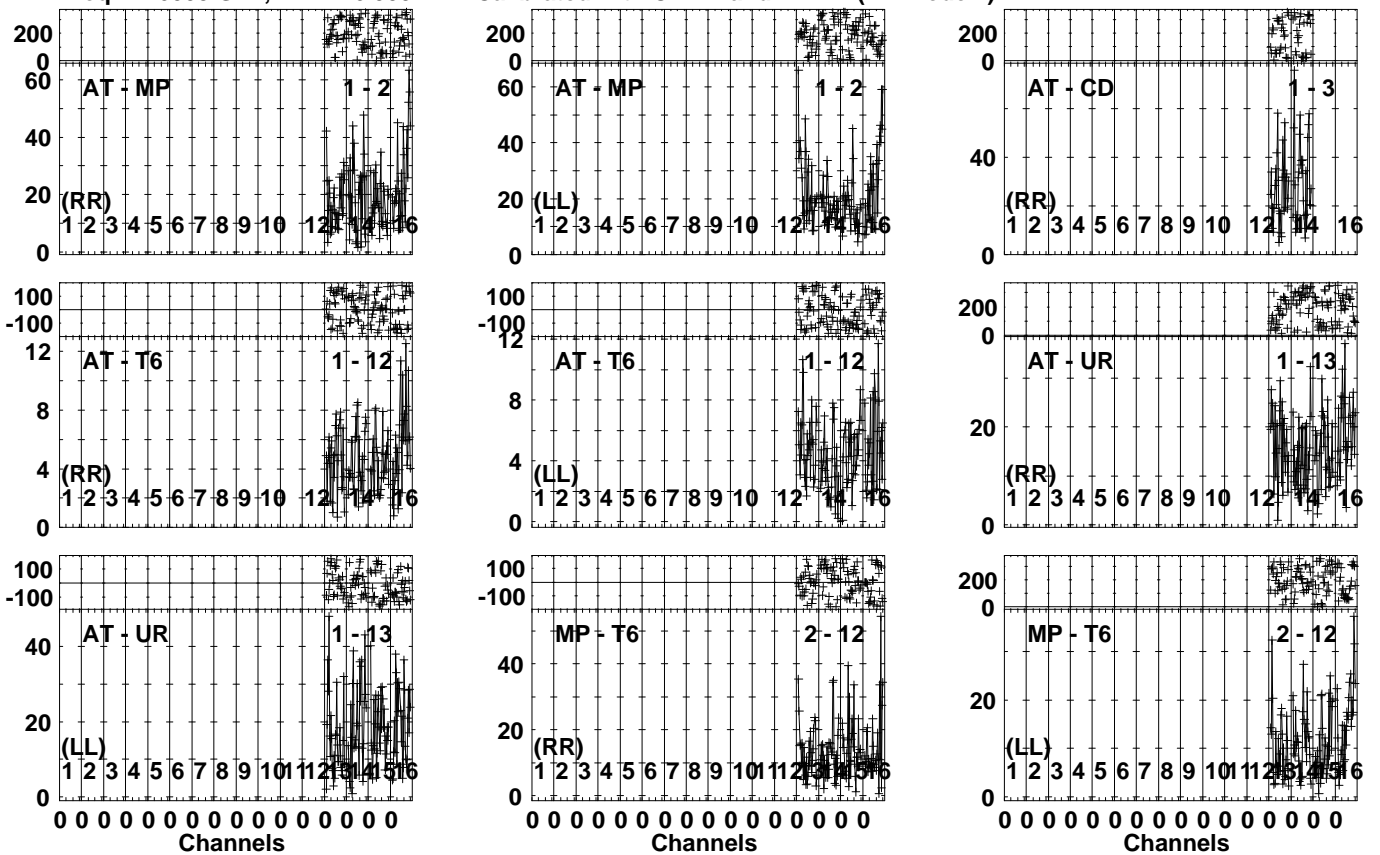 200 200 200
0 0 0
60 AT - MP 1 - 2 60 AT - MP 1 - 2 AT - CD 1 - 3
40 40 40
20 20
(RR) (LL) (RR)
1 2 3 4 5 6 7 8 9 10 12 14 16 1 2 3 4 5 6 7 8 9 10 12 14 16 1 2 3 4 5 6 7 8 9 10 12 14 16
0 0 0
100 100 200
-100 -100 0
12 AT - T6 1 - 12 12 AT - T6 1 - 12 AT - UR 1 - 13
8 8 20
4 4
(RR) (LL) (RR)
1 2 3 4 5 6 7 8 9 10 12 14 16 1 2 3 4 5 6 7 8 9 10 12 14 16 1 2 3 4 5 6 7 8 9 10 12 14 16
0 0 0
100 100 200
-100 -100 0
AT - UR 1 - 13 MP - T6 2 - 12 MP - T6 2 - 12
40 40
20 20 20
(LL) (RR) (LL)
1 2 3 4 5 6 7 8 9 10 11 12 13 14 15 16 1 2 3 4 5 6 7 8 9 10 11 12 13 14 15 16 1 2 3 4 5 6 7 8 9 10 11 12 13 14 15 16
0 0 0
0 0 0 0 0 0 0 0 0 0 0 0 0 0 0 0 0 0 0 0 0 0 0 0 0 0 0 0 0 0 0 0 0 0 0 0 0 0 0 0 0 0 0 0 0 0 0 0
Channels Channels Channels